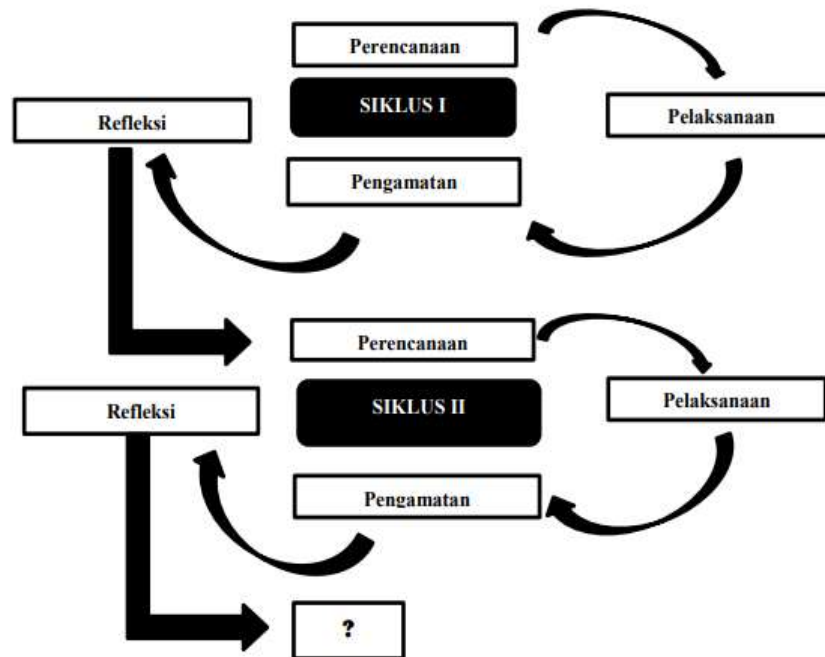 Perencanaan
SIKLUS I
Refleksi
Pelaksanaan
Pengamatan
Perencanaan
SIKLUS II
Refleksi
Pelaksanaan
Pengamatan
?